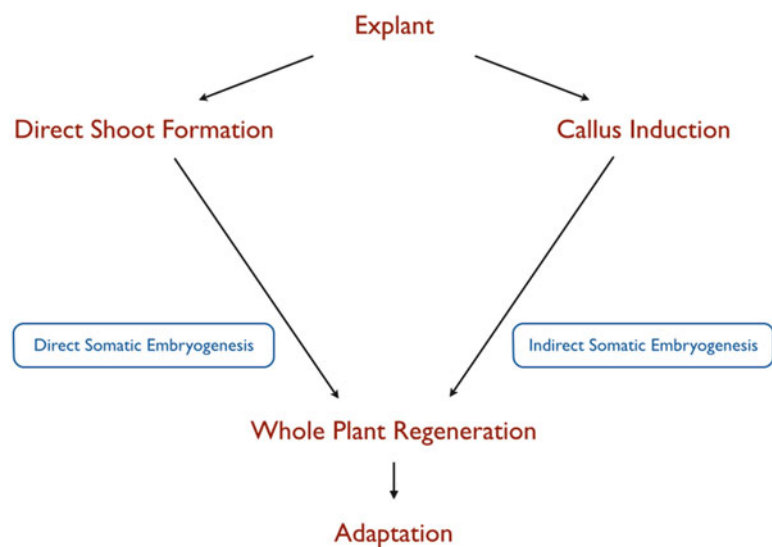 Explant
Direct Shoot Formation
Callus Induction
Direct Somatic Embryogenesis
Indirect Somatic Embryogenesis
Whole Plant Regeneration
Adaptation